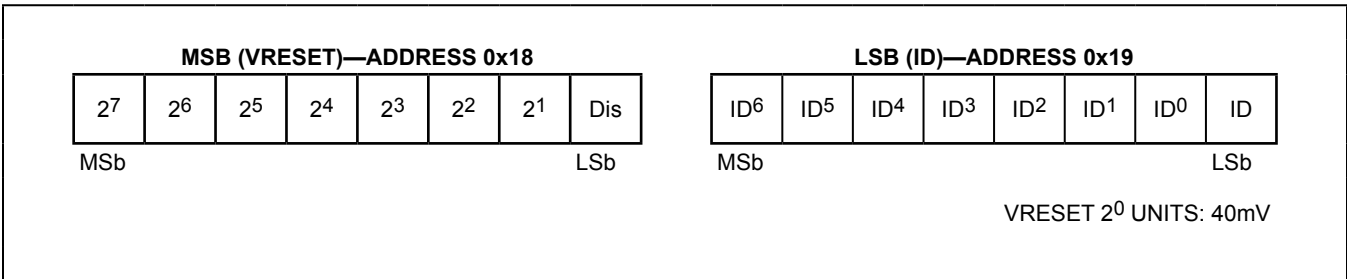 MSB (VRESET)—ADDRESS 0x18 LSB (ID)—ADDRESS 0x19
2⁷ 2⁶ 2⁵ 2⁴ 2³ 2² 2¹ Dis ID⁶ ID⁵ ID⁴ ID³ ID² ID¹ ID⁰ ID
MSb LSb MSb LSb
VRESET 2⁰ UNITS: 40mV